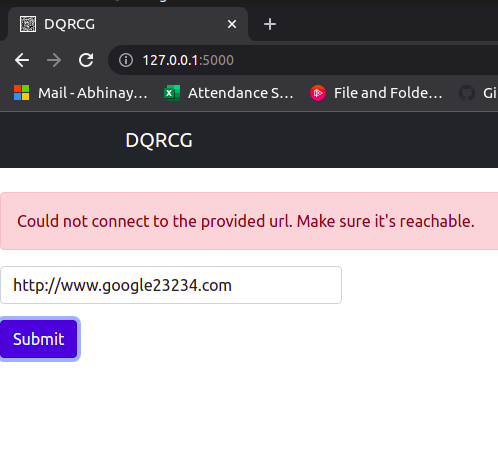 DQRCG
127.0.0.1:5000
Mail - Abhinay... Attendance S... File and Folde... Gi
DQRCG
Could not connect to the provided url. Make sure it's reachable.
http://www.google23234.com
Submit